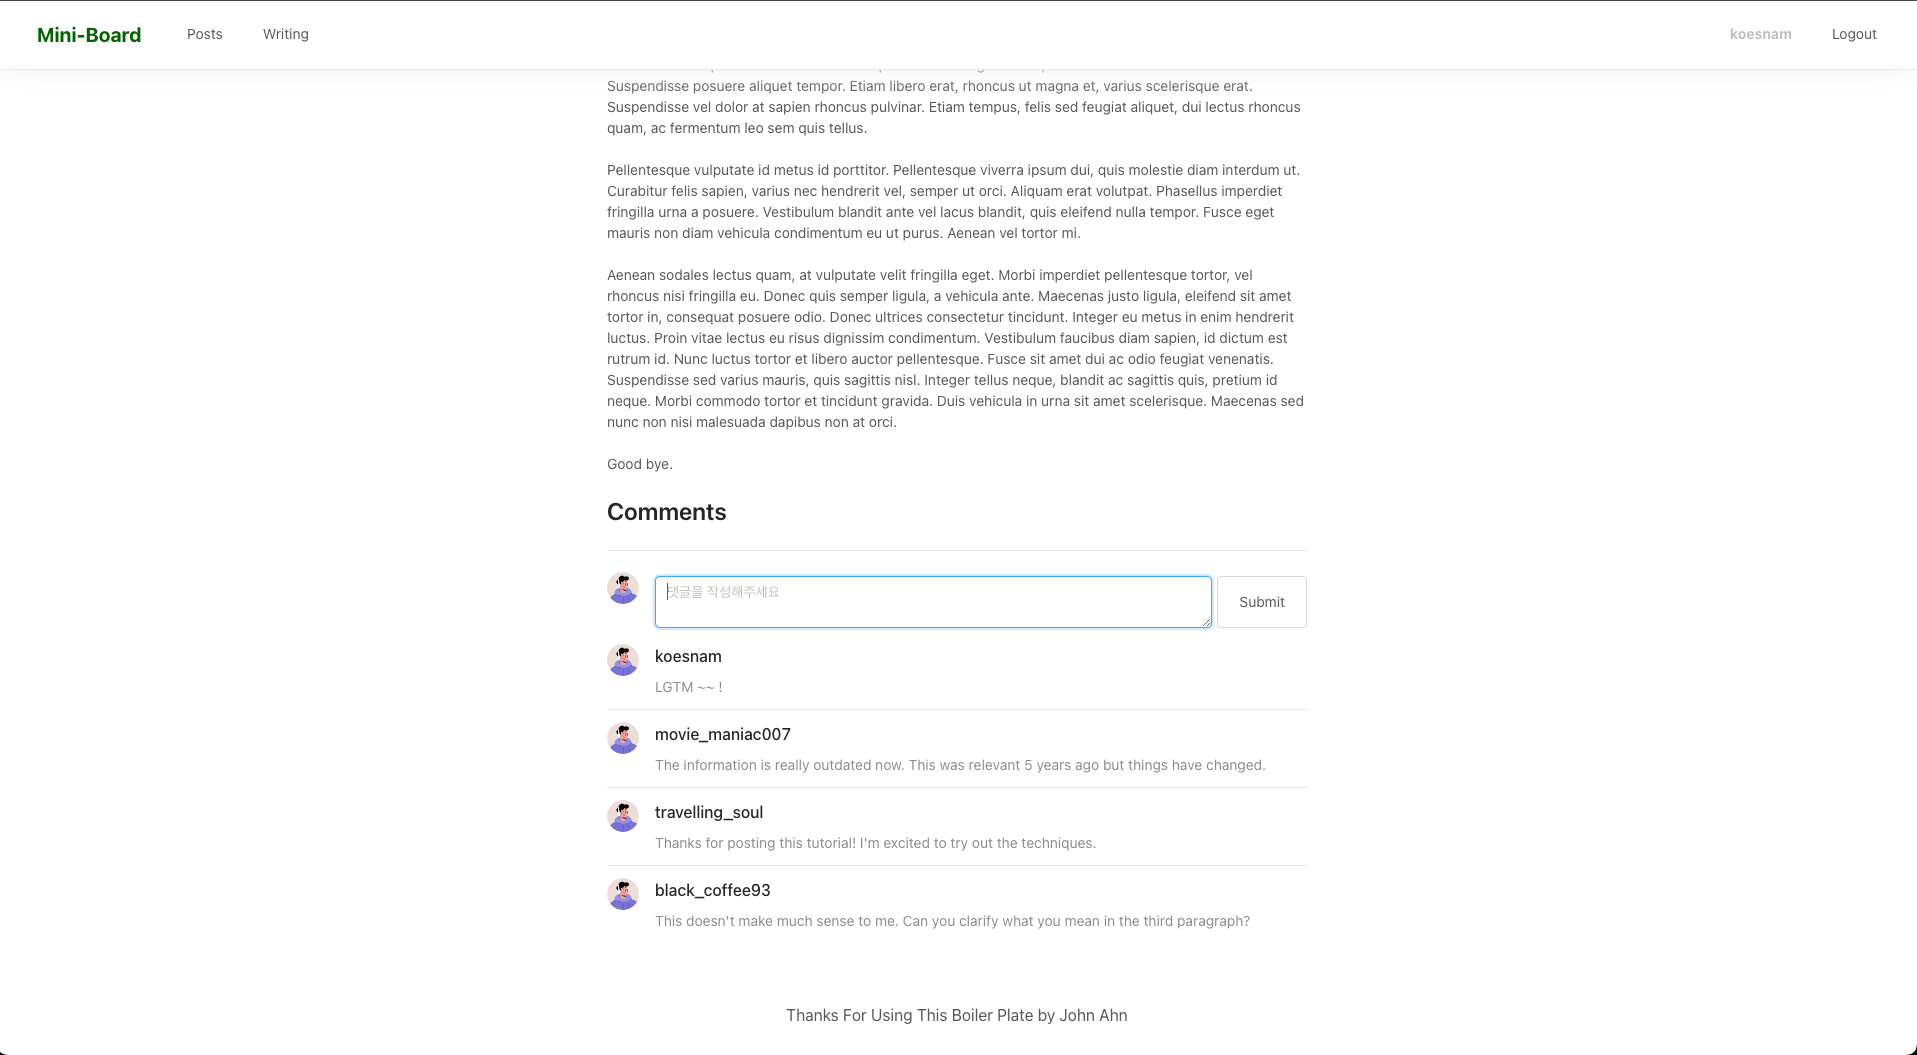 Mini-Board
Posts
Writing
koesnam
Logout
Suspendisse posuere aliquet tempor. Etiam libero erat, rhoncus ut magna et, varius scelerisque erat.
Suspendisse vel dolor at sapien rhoncus pulvinar. Etiam tempus, felis sed feugiat aliquet, dui lectus rhoncus
quam, ac fermentum leo sem quis tellus.
Pellentesque vulputate id metus id porttitor. Pellentesque viverra ipsum dui, quis molestie diam interdum ut.
Curabitur felis sapien, varius nec hendrerit vel, semper ut orci. Aliquam erat volutpat. Phasellus imperdiet
fringilla urna a posuere. Vestibulum blandit ante vel lacus blandit, quis eleifend nulla tempor. Fusce eget
mauris non diam vehicula condimentum eu ut purus. Aenean vel tortor mi.
Aenean sodales lectus quam, at vulputate velit fringilla eget. Morbi imperdiet pellentesque tortor, vel
rhoncus nisi fringilla eu. Donec quis semper ligula, a vehicula ante. Maecenas justo ligula, eleifend sit amet
tortor in, consequat posuere odio. Donec ultrices consectetur tincidunt. Integer eu metus in enim hendrerit
luctus. Proin vitae lectus eu risus dignissim condimentum. Vestibulum faucibus diam sapien, id dictum est
rutrum id. Nunc luctus tortor et libero auctor pellentesque. Fusce sit amet dui ac odio feugiat venenatis.
Suspendisse sed varius mauris, quis sagittis nisl. Integer tellus neque, blandit ac sagittis quis, pretium id
neque. Morbi commodo tortor et tincidunt gravida. Duis vehicula in urna sit amet scelerisque. Maecenas sed
nunc non nisi malesuada dapibus non at orci.
Good bye.
Comments
댓글을 작성해주세요
Submit
koesnam
LGTM ~~ !
movie_maniac007
The information is really outdated now. This was relevant 5 years ago but things have changed.
travelling_soul
Thanks for posting this tutorial! I'm excited to try out the techniques.
black_coffee93
This doesn't make much sense to me. Can you clarify what you mean in the third paragraph?
Thanks For Using This Boiler Plate by John Ahn